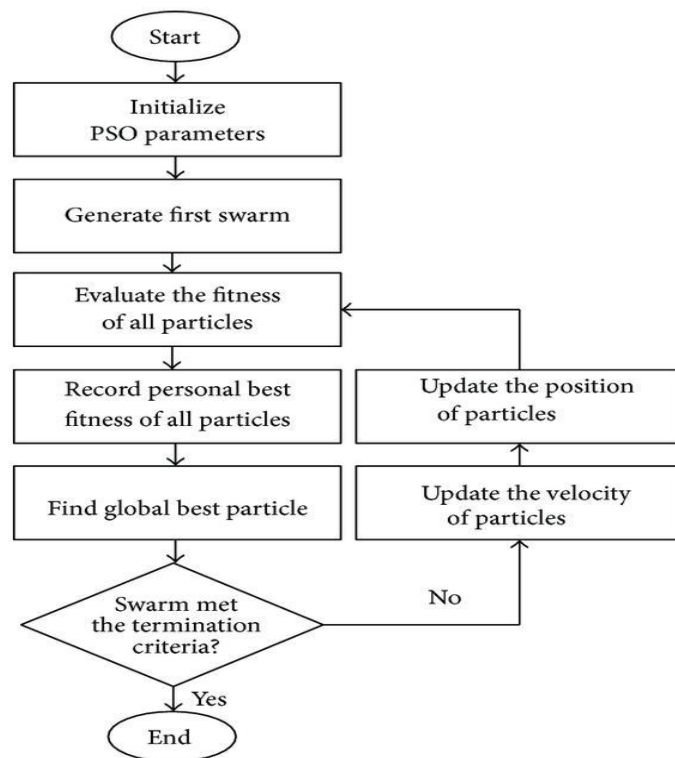 Start
Initialize
PSO parameters
Generate first swarm
Evaluate the fitness
of all particles
Record personal best
fitness of all particles
Find global best particle
Swarm met
the termination
criteria?
No
Update the velocity
of particles
Update the position
of particles
Yes
End